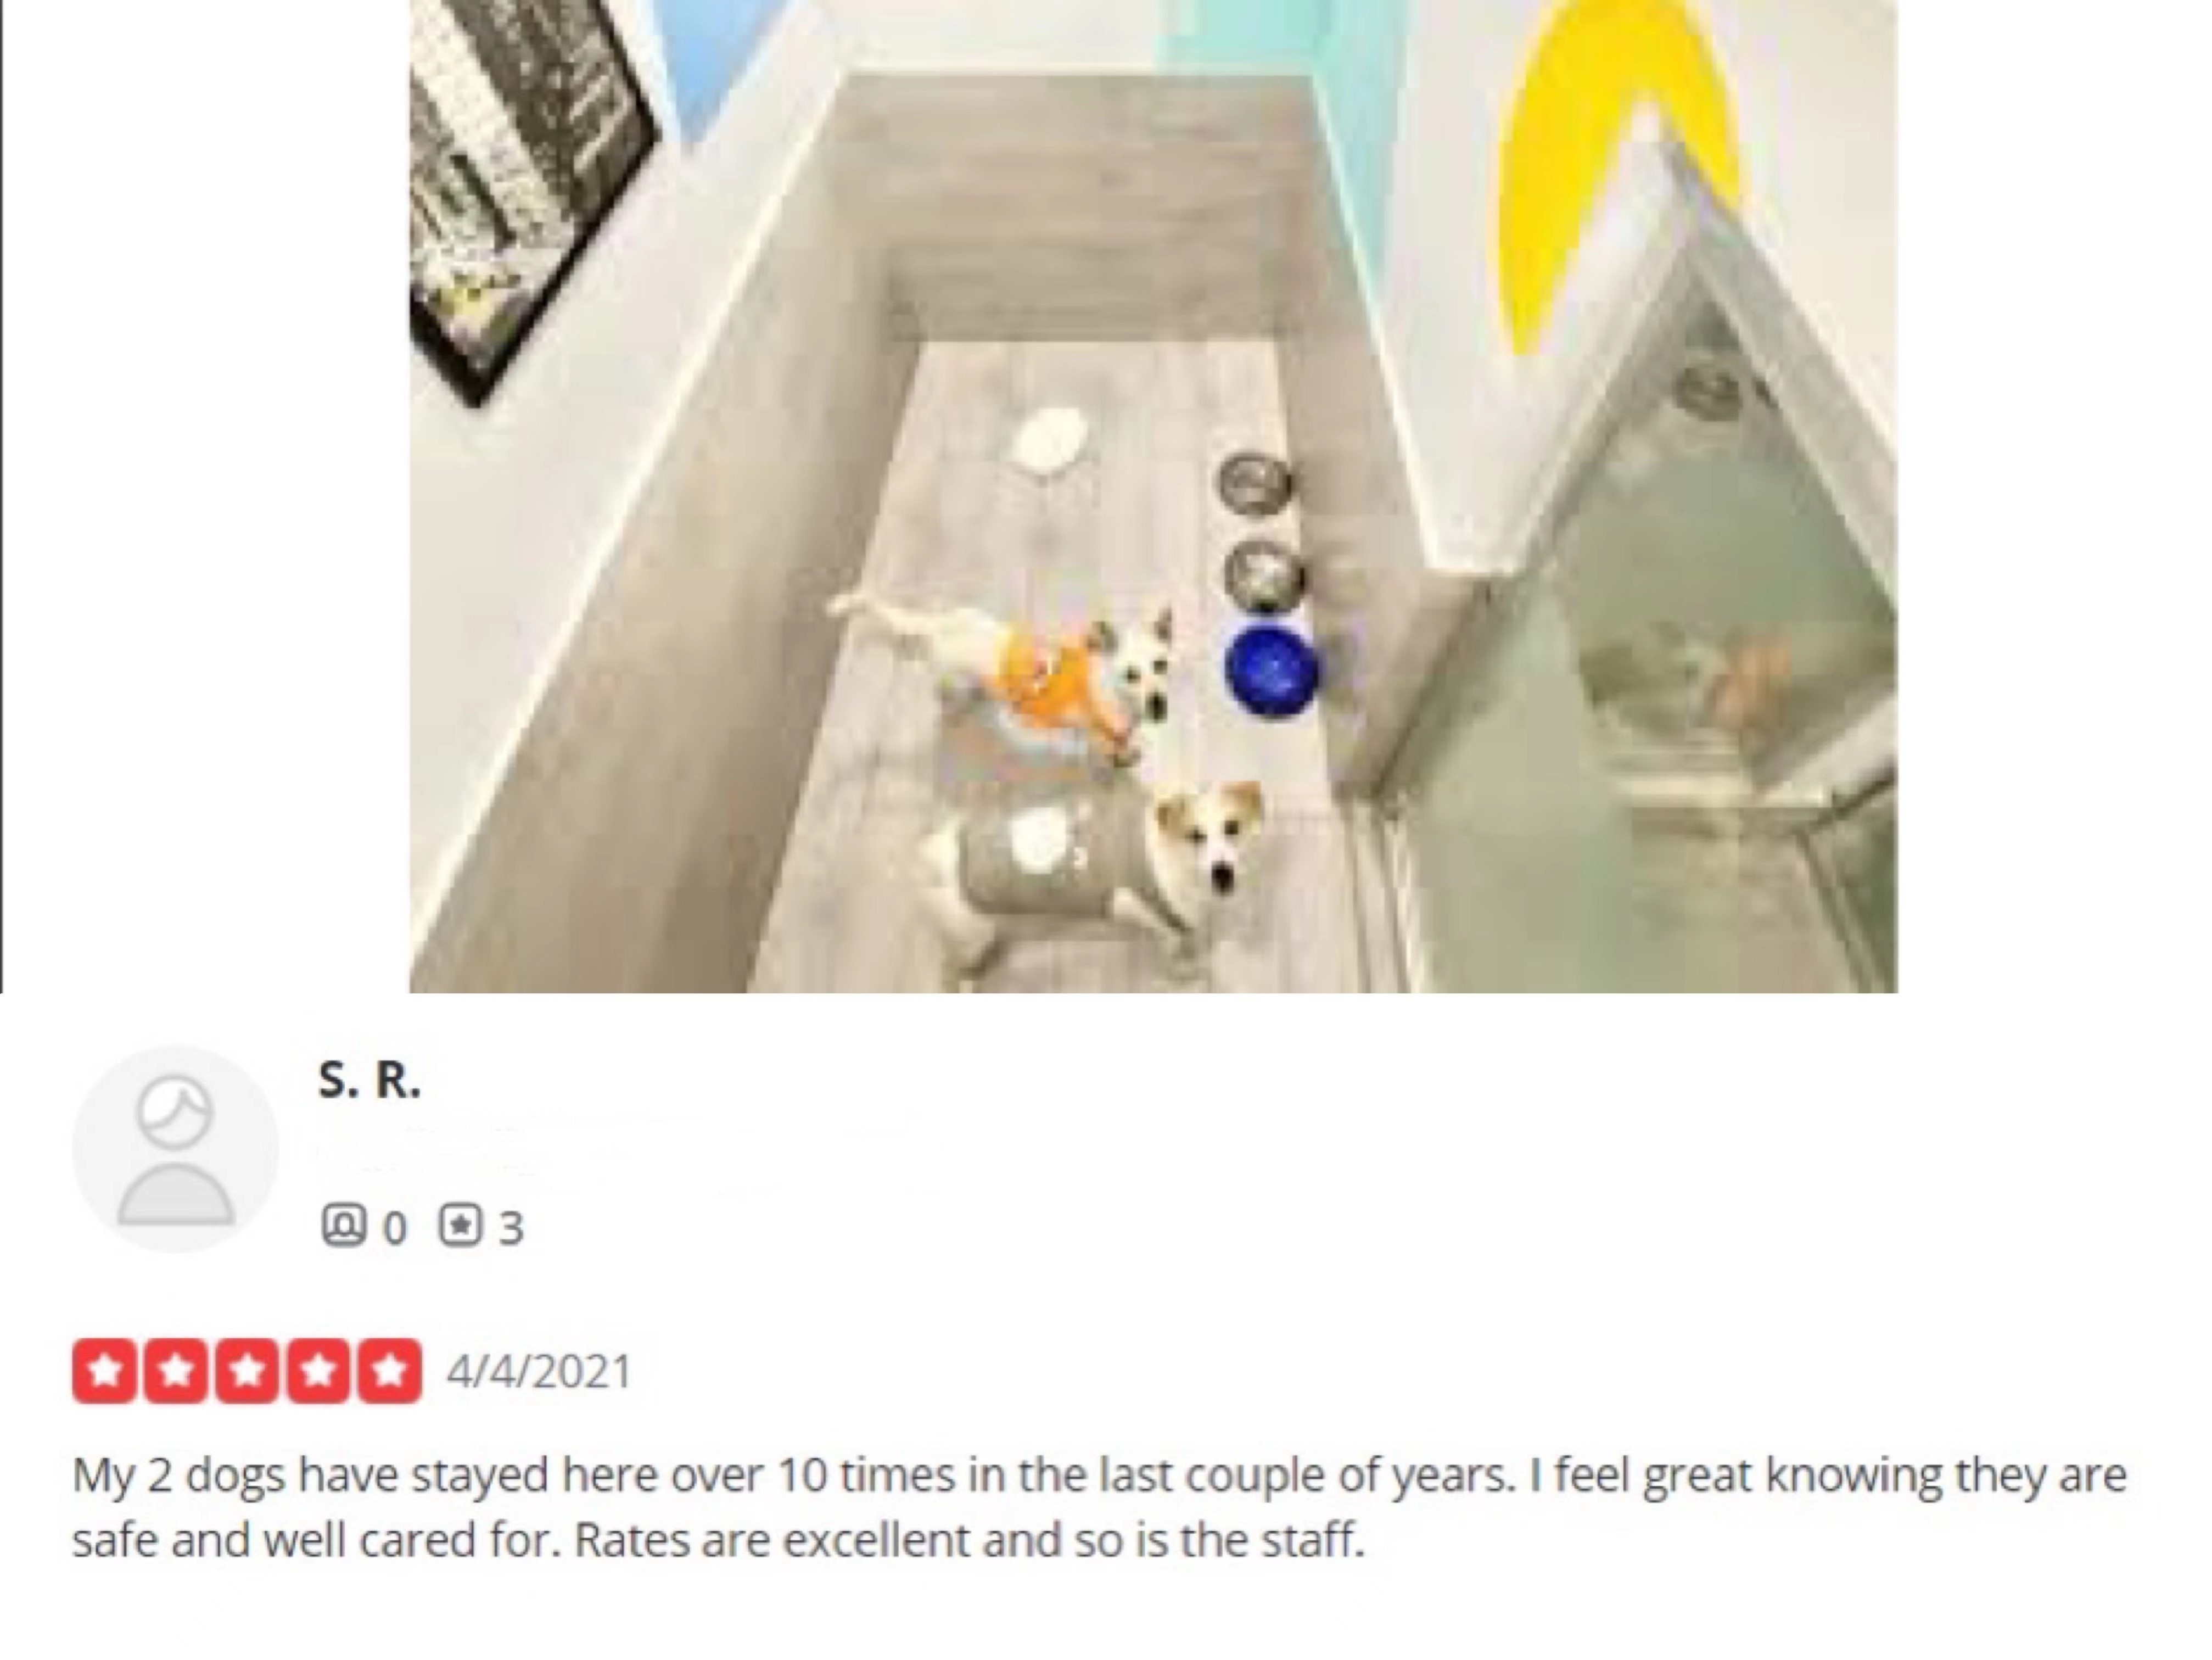 S. R.
0 3
4/4/2021
My 2 dogs have stayed here over 10 times in the last couple of years. I feel great knowing they are
safe and well cared for. Rates are excellent and so is the staff.